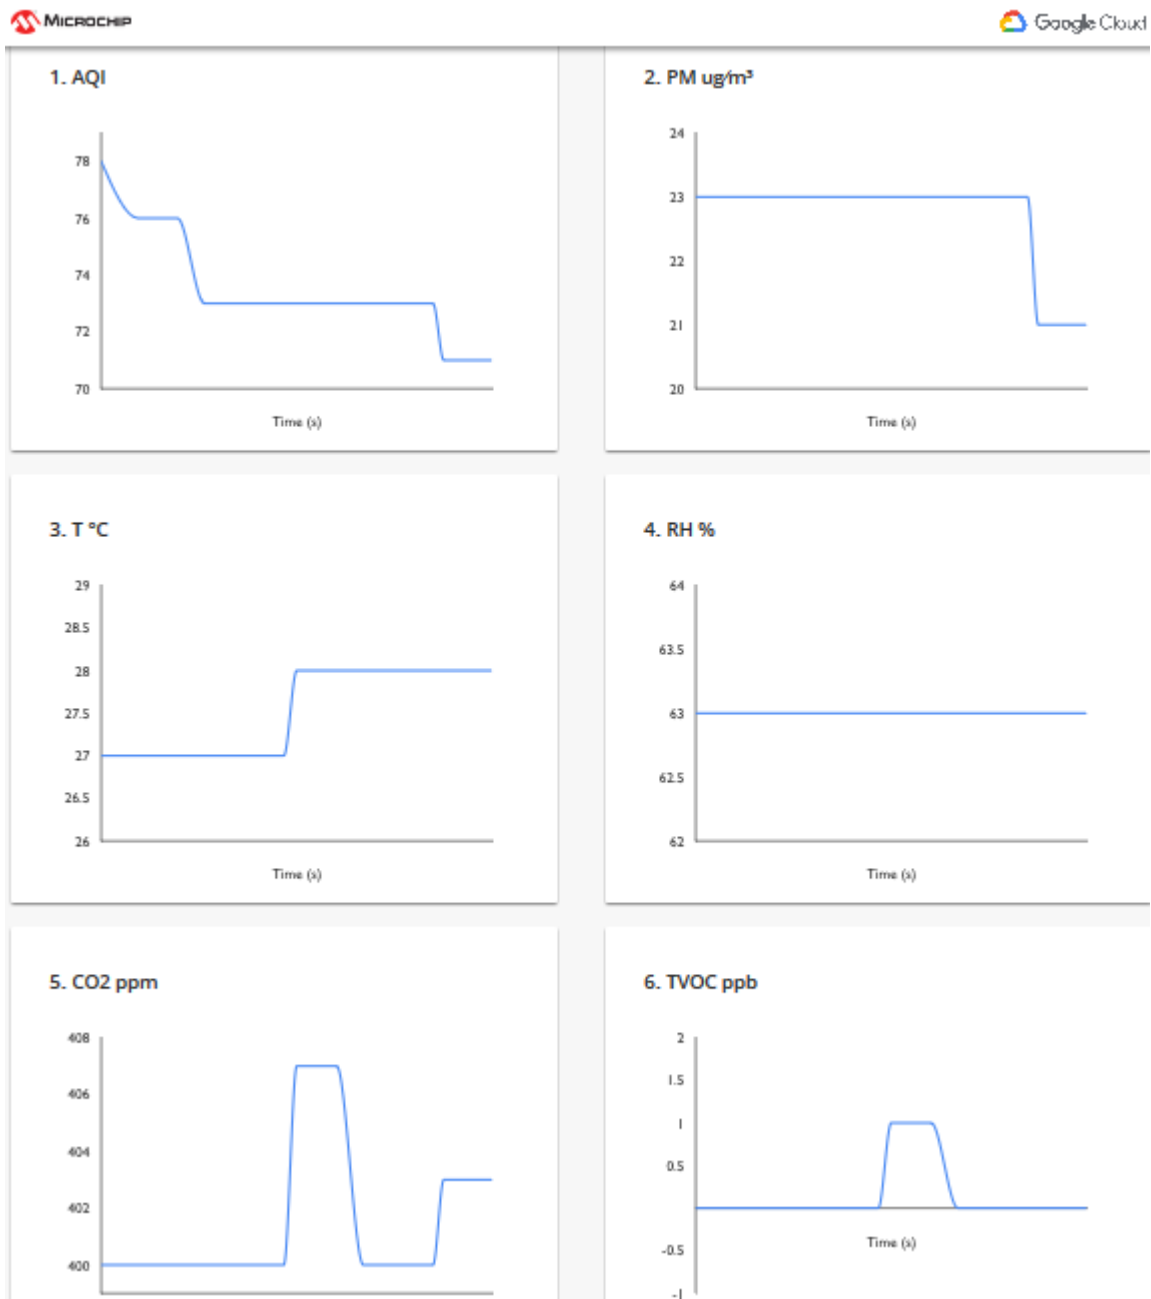 MICROCHIP
Google Cloud
1. AQI
78
76
74
72
70
Time (s)
2. PM ug/m³
24
23
22
21
20
Time (s)
3. T °C
29
28.5
28
27.5
27
26.5
26
Time (s)
4. RH %
64
63.5
63
62.5
62
Time (s)
5. CO2 ppm
408
406
404
402
400
6. TVOC ppb
2
1.5
1
0.5
-0.5
-1
Time (s)